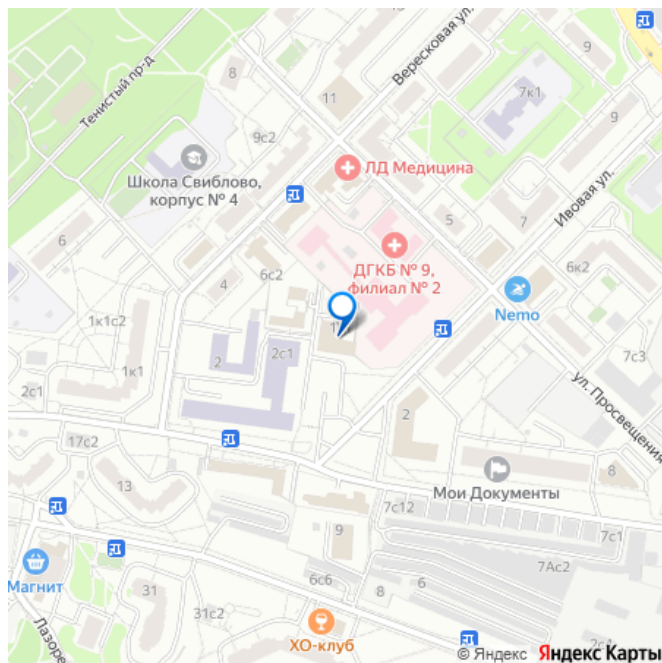 Тенистый пр-д
8
Вересковая ул.
9
11
7к1
9
9с2
ЛД Медицина
Школа Свиблово,
корпус № 4
Ивовая ул.
5
7
6
ДГКБ № 9,
филиал № 2
6к2
6с2
4
Nemo
1к1с2
7с3
2с1
2
1к1
2с1
ул. Просвещения
2
17с2
8
Мои Документы
13
7с12
7с1
9
7Ас2
Магнит
31
6с6
8
6
31с2
ХО-клуб
Лазоре
© Яндекс Яндекс Карты